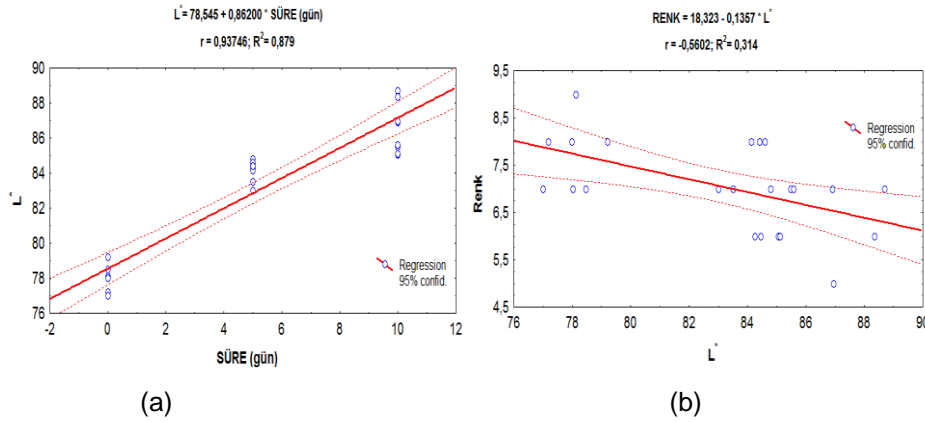 L*= 78,545 + 0,86200 * SÜRE (gün)
r = 0,93746; R2= 0,879
90
88
86
84
82
80
78
76
L*
-2 0 2 4 6 8 10 12
SÜRE (gün)
Regression
95% confid.
(a)
RENK = 18,323 - 0,1357 * L*
r = -0,5602; R2= 0,314
9,5
8,5
7,5
6,5
5,5
4,5
Renk
76 78 80 82 84 86 88 90
L*
Regression
95% confid.
(b)